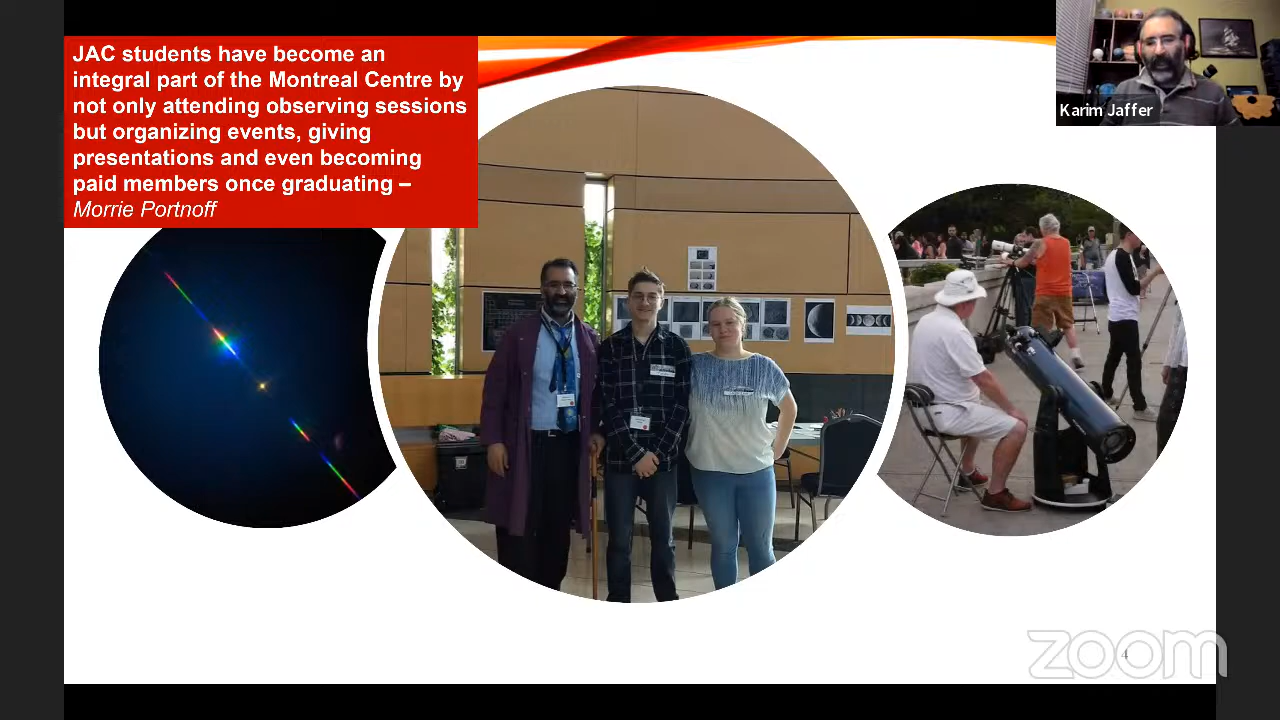 JAC students have become an
integral part of the Montreal Centre by
not only attending observing sessions
but organizing events, giving
presentations and even becoming
paid members once graduating –
Morrie Portnoff
Karim Jaffer
4
zoom